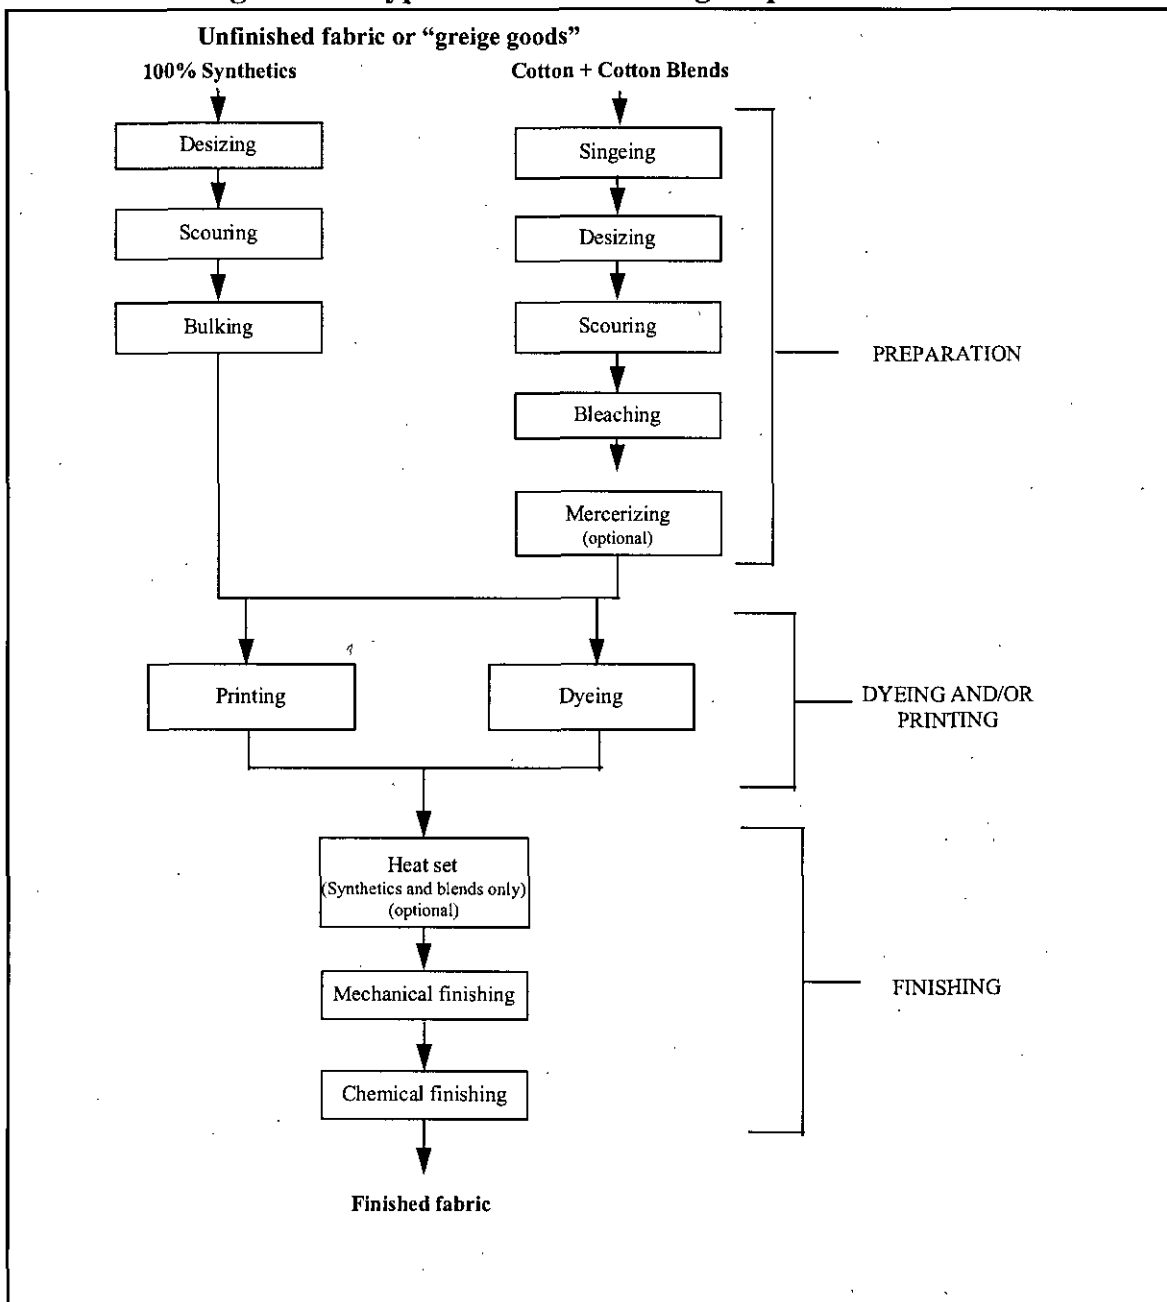 Unfinished fabric or “greige goods”
100% Synthetics
Cotton + Cotton Blends
Desizing
Scouring
Bulking
Singeing
Desizing
Scouring
Bleaching
Mercerizing
(optional)
PREPARATION
Printing
Dyeing
DYEING AND/OR
PRINTING
Heat set
(Synthetics and blends only)
(optional)
Mechanical finishing
Chemical finishing
FINISHING
Finished fabric